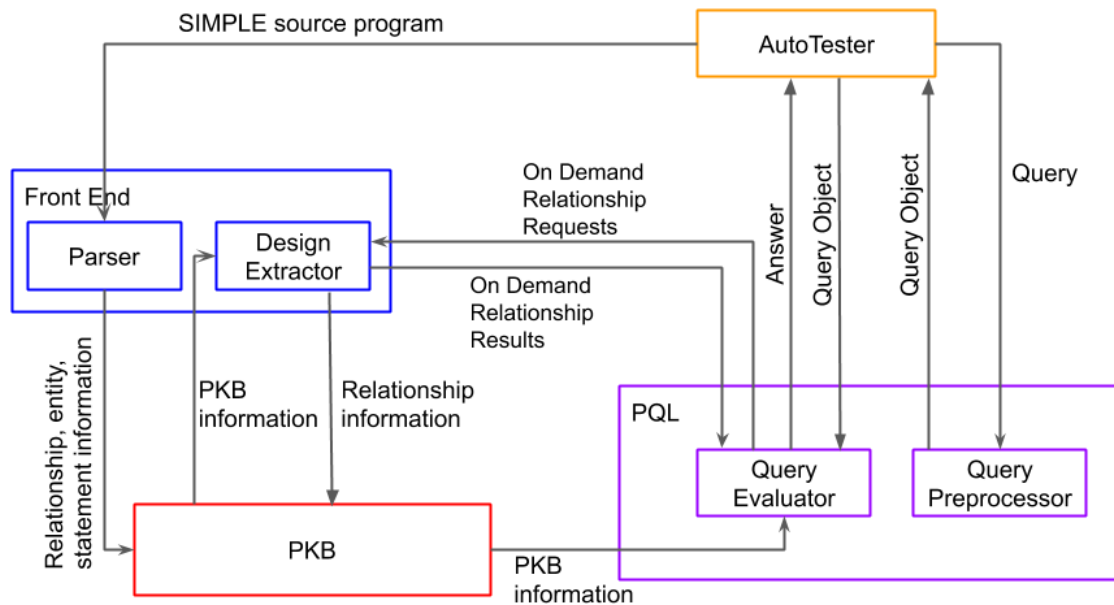 SIMPLE source program
AutoTester
Front End
Parser
Design
Extractor
On Demand
Relationship
Requests
On Demand
Relationship
Results
Answer
Query Object
Query Object
Query
Relationship, entity,
statement information
PKB
information
Relationship
information
PQL
Query
Evaluator
Query
Preprocessor
PKB
PKB
information